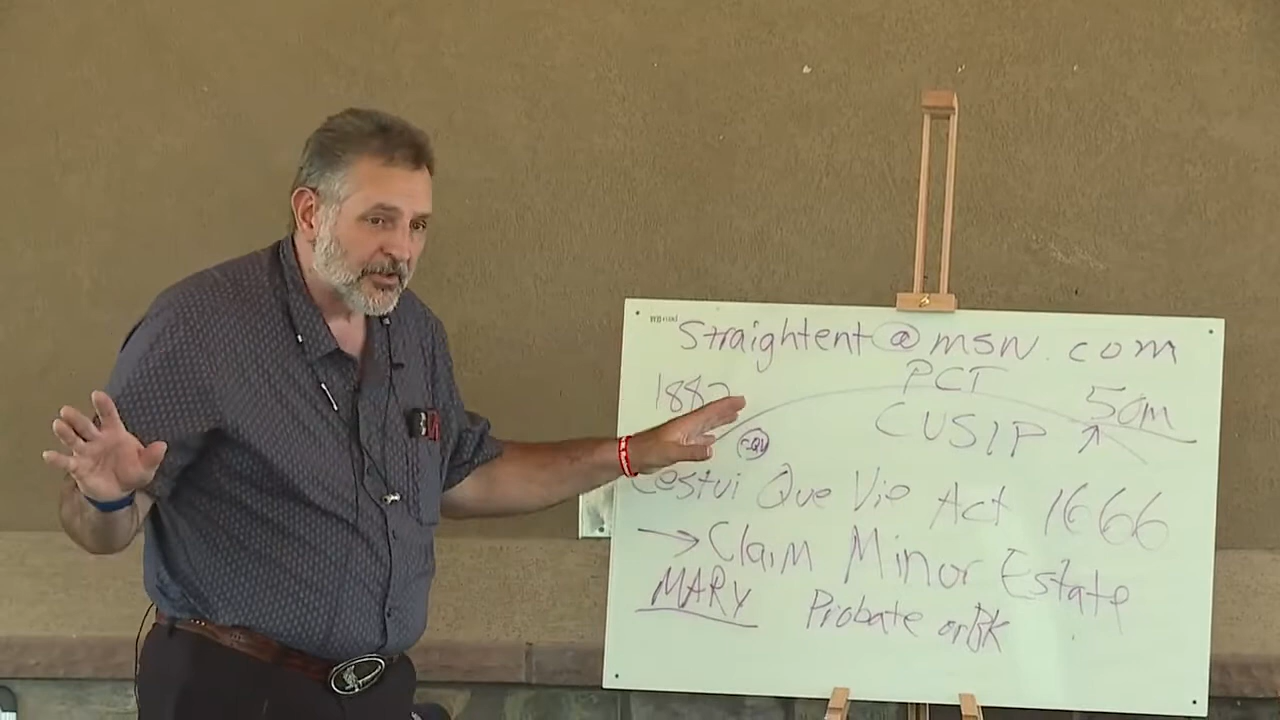 Straightent@msn.com
PCT
50m
CUSIP
CQV
Cestui Que Vie Act 1666
→Claim Minor Estate
MARY Probate or BK